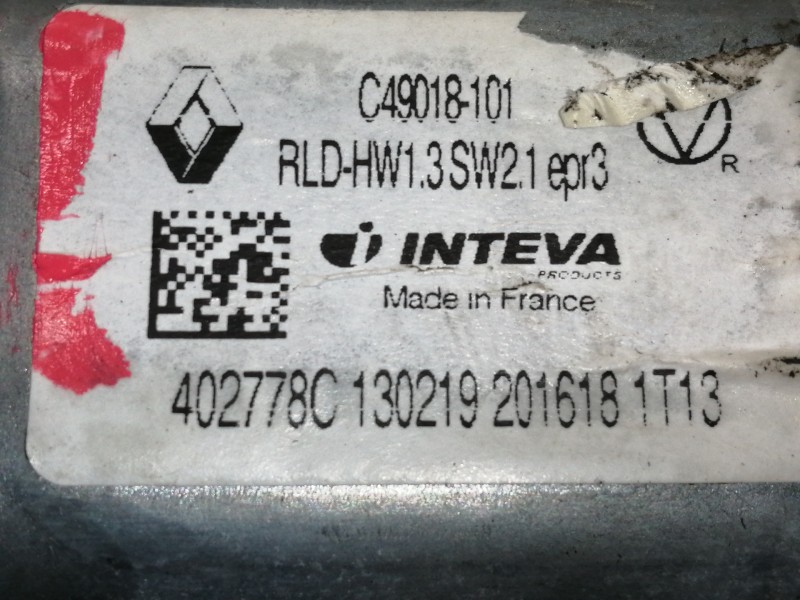 C49018-101
RLD-HW1.3 SW2.1 epr3
V R
INTEVA
PRODUCTS
Made in France
402778C 130219 201618 1T13